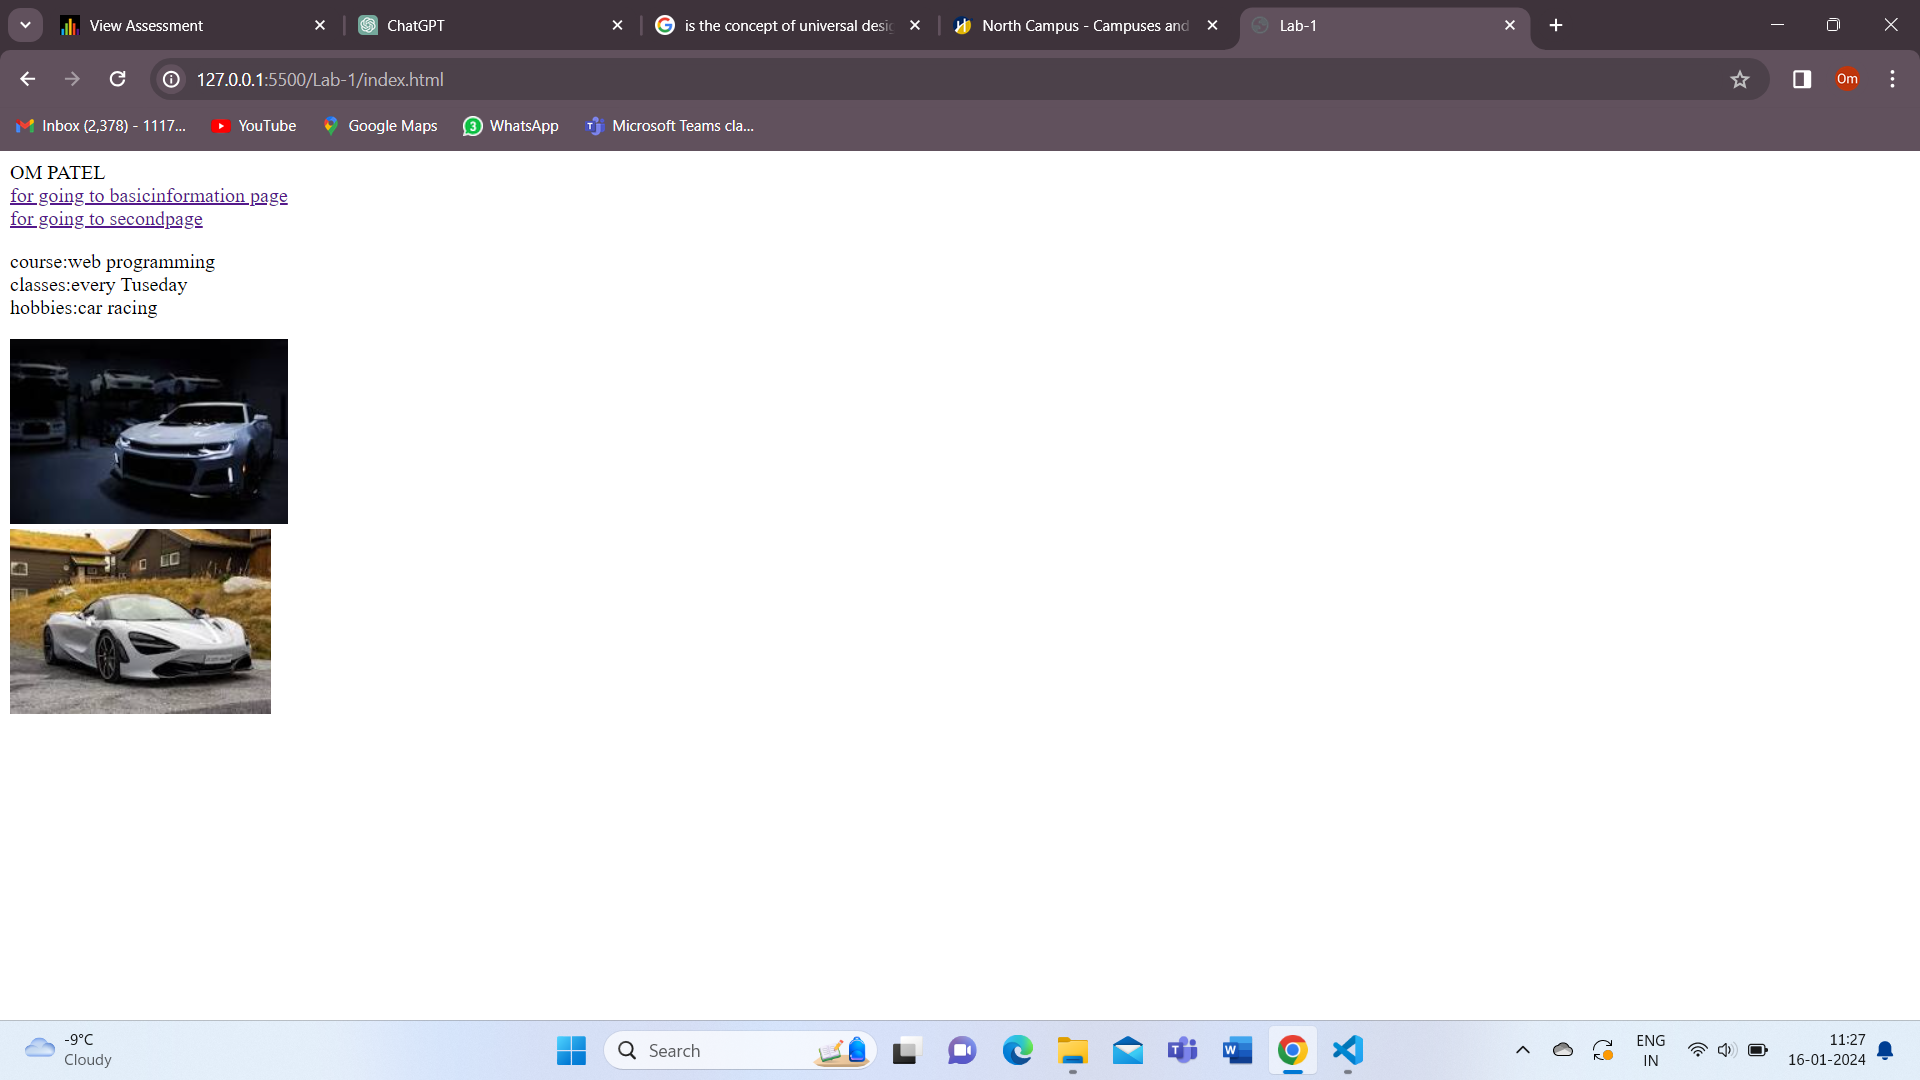 View Assessment
ChatGPT
is the concept of universal desig
North Campus - Campuses and
Lab-1
127.0.0.1:5500/Lab-1/index.html
Om
Inbox (2,378) - 1117...
YouTube
Google Maps
3
WhatsApp
Microsoft Teams cla...
OM PATEL
for going to basicinformation page
for going to secondpage
course:web programming
classes:every Tuseday
hobbies:car racing
-9°C
Cloudy
Search
ENG
IN
11:27
16-01-2024